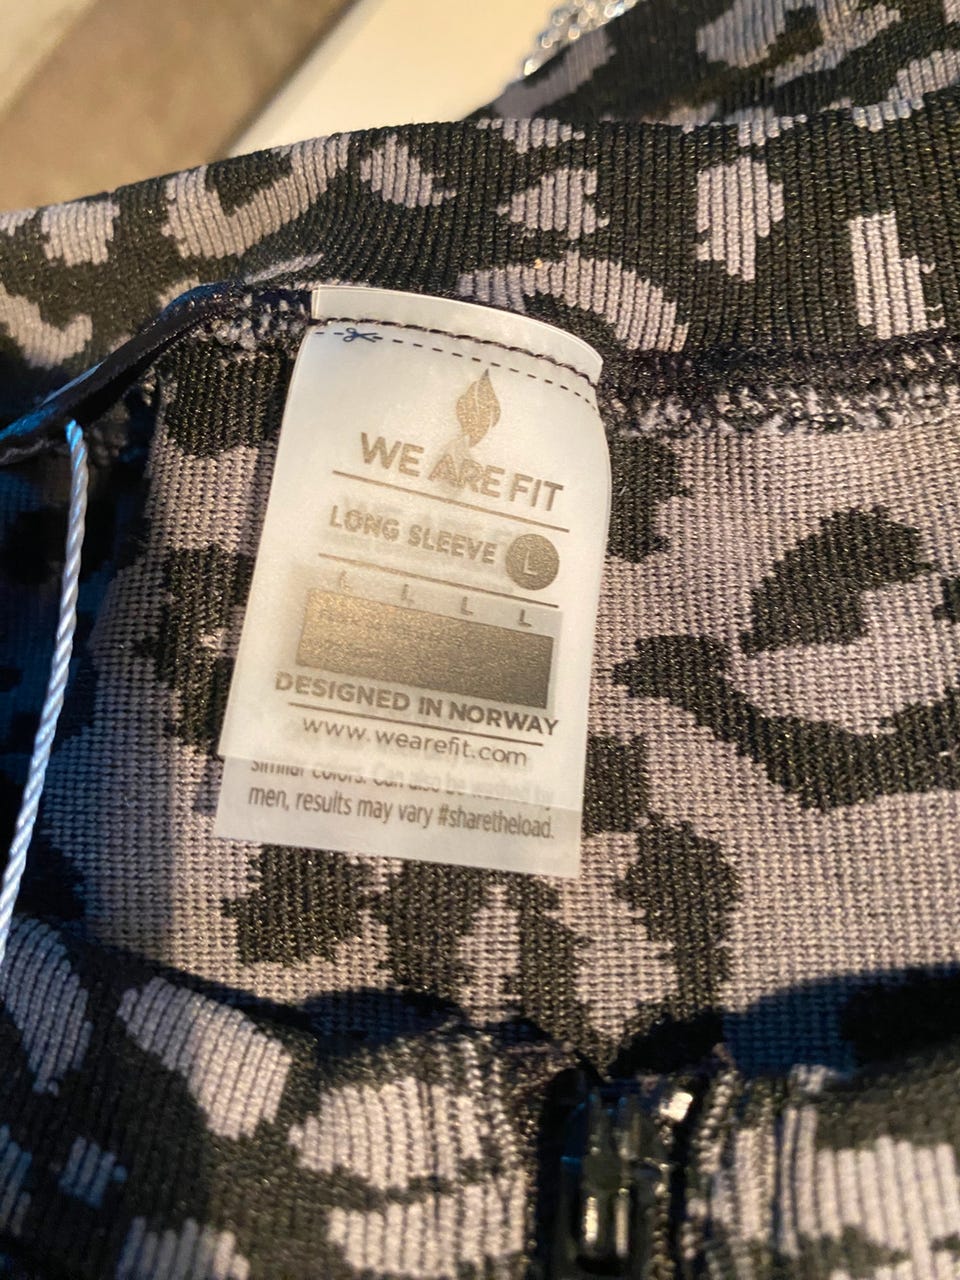 WE ARE FIT
LONG SLEEVE L
L L L L
DESIGNED IN NORWAY
www.wearefit.com
similar colors. Can also be washed by
men, results may vary #sharetheload.